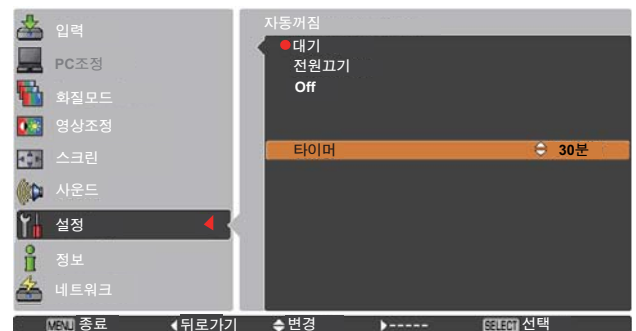 입력
PC조정
화질모드
영상조정
스크린
사운드
설정
정보
네트워크
자동꺼짐
대기
전원끄기
Off
타이머 30분
MENU 종료 뒤로가기 변경 ----- SELECT 선택